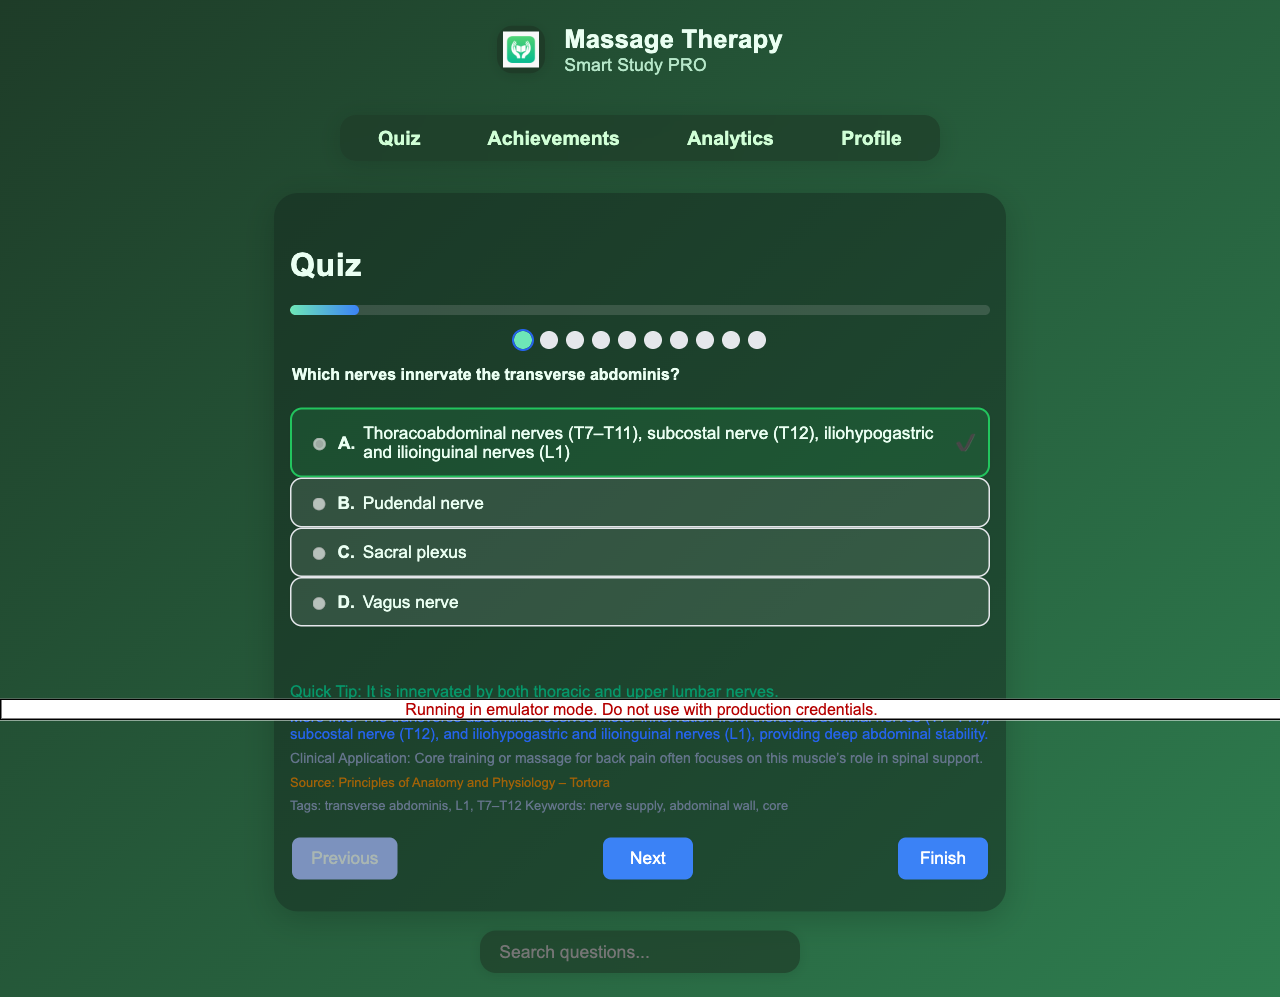 Massage Therapy
Smart Study PRO
Quiz
Achievements
Analytics
Profile
Quiz
Which nerves innervate the transverse abdominis?
A. Thoracoabdominal nerves (T7–T11), subcostal nerve (T12), iliohypogastric
and ilioinguinal nerves (L1)
B. Pudendal nerve
C. Sacral plexus
D. Vagus nerve
Quick Tip: It is innervated by both thoracic and upper lumbar nerves.
Running in emulator mode. Do not use with production credentials.
subcostal nerve (T12), and iliohypogastric and ilioinguinal nerves (L1), providing deep abdominal stability.
Clinical Application: Core training or massage for back pain often focuses on this muscle's role in spinal support.
Source: Principles of Anatomy and Physiology – Tortora
Tags: transverse abdominis, L1, T7–T12 Keywords: nerve supply, abdominal wall, core
Previous
Next
Finish
Search questions...